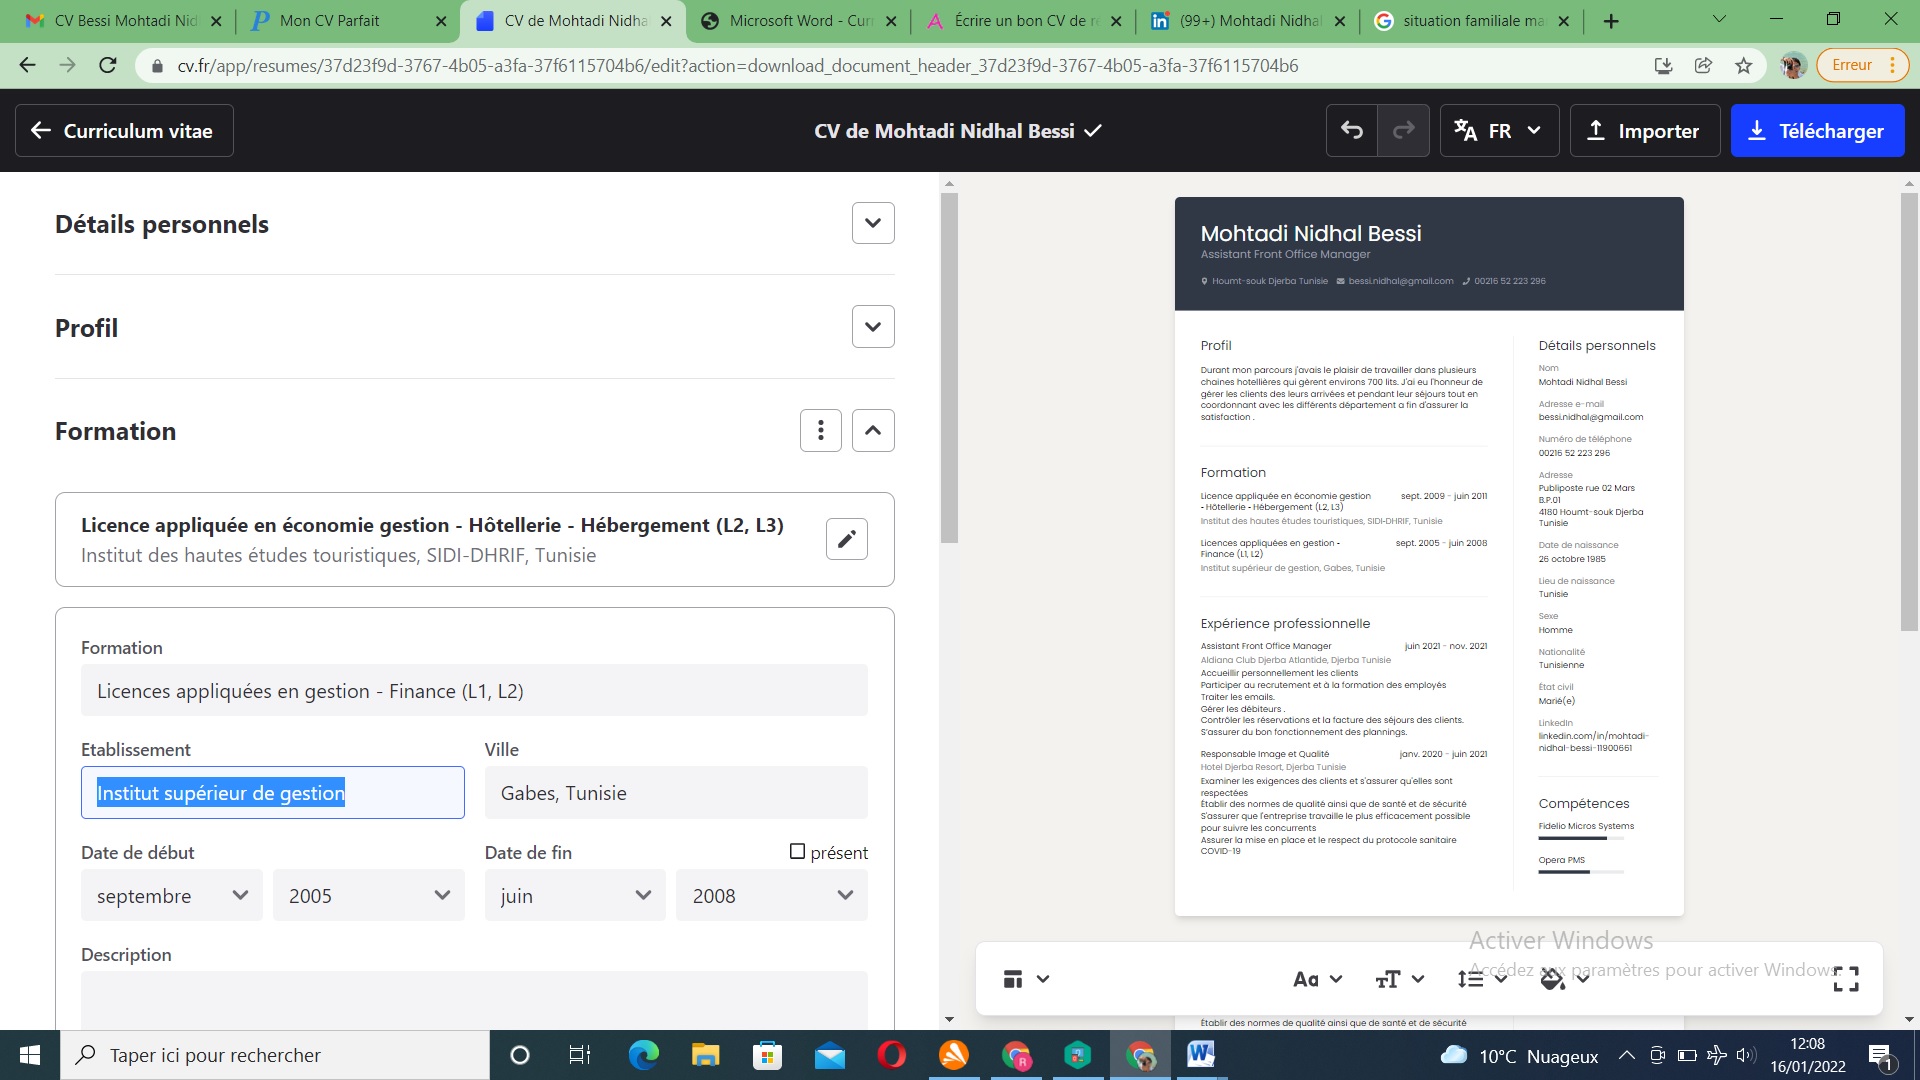 CV Bessi Mohtadi Nid
Mon CV Parfait
CV de Mohtadi Nidha
Microsoft Word - Curr
Écrire un bon CV de r
(99+) Mohtadi Nidhal
situation familiale ma
cv.fr/app/resumes/37d23f9d-3767-4b05-a3fa-37f6115704b6/edit?action=download_document_header_37d23f9d-3767-4b05-a3fa-37f6115704b6
Erreur
Curriculum vitae
CV de Mohtadi Nidhal Bessi
FR
Importer
Télécharger
Détails personnels
Profil
Formation
Licence appliquée en économie gestion - Hôtellerie - Hébergement (L2, L3)
Institut des hautes études touristiques, SIDI-DHRIF, Tunisie
Formation
Licences appliquées en gestion - Finance (L1, L2)
Etablissement
Ville
Institut supérieur de gestion
Gabes, Tunisie
Date de début
Date de fin
présent
septembre
2005
juin
2008
Description
Mohtadi Nidhal Bessi
Assistant Front Office Manager
Houmt-souk Djerba Tunisie bessi.nidhal@gmail.com 00216 52 223 296
Profil
Durant mon parcours j'avais le plaisir de travailler dans plusieurs
chaines hotellières qui gèrent environs 700 lits. J'ai eu l'honneur de
gérer les clients des leurs arrivées et pendant leur séjours tout en
coordonnant avec les différents département a fin d'assurer la
satisfaction .
Formation
Licence appliquée en économie gestion sept. 2009 - juin 2011
- Hôtellerie - Hébergement (L2, L3)
Institut des hautes études touristiques, SIDI-DHRIF, Tunisie
Licences appliquées en gestion - sept. 2005 - juin 2008
Finance (L1, L2)
Institut supérieur de gestion, Gabes, Tunisie
Expérience professionnelle
Assistant Front Office Manager juin 2021 - nov. 2021
Aldiana Club Djerba Atlantide, Djerba Tunisie
Accueillir personnellement les clients
Participer au recrutement et à la formation des employés
Traiter les emails.
Gérer les débiteurs .
Contrôler les réservations et la facture des séjours des clients.
S'assurer du bon fonctionnement des plannings.
Responsable Image et Qualité janv. 2020 - juin 2021
Hotel Djerba Resort, Djerba Tunisie
Examiner les exigences des clients et s'assurer qu'elles sont
respectées
Établir des normes de qualité ainsi que de santé et de sécurité
S'assurer que l'entreprise travaille le plus efficacement possible
pour suivre les concurrents
Assurer la mise en place et le respect du protocole sanitaire
COVID-19
Détails personnels
Nom
Mohtadi Nidhal Bessi
Adresse e-mail
bessi.nidhal@gmail.com
Numéro de téléphone
00216 52 223 296
Adresse
Publiposte rue 02 Mars
B.P.01
4180 Houmt-souk Djerba
Tunisie
Date de naissance
26 octobre 1985
Lieu de naissance
Tunisie
Sexe
Homme
Nationalité
Tunisienne
État civil
Marié(e)
LinkedIn
linkedin.com/in/mohtadi-
nidhal-bessi-11900661
Compétences
Fidelio Micros Systems
Opera PMS
Activer Windows
Accédez aux paramètres pour activer Windows.
Aa
TT
Établir des normes de qualité ainsi que de santé et de sécurité
Taper ici pour rechercher
10°C Nuageux
12:08
16/01/2022
1